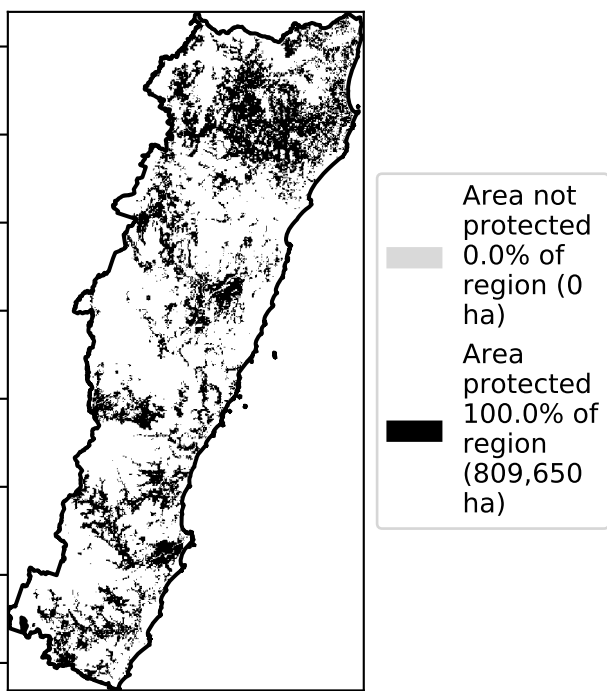 Area not
protected
0.0% of
region (0
ha)
Area
protected
100.0% of
region
(809,650
ha)